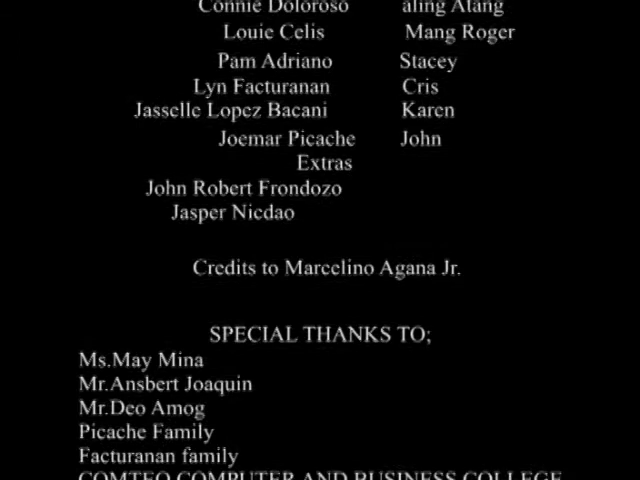 Connie Doloroso aling Atang
Louie Celis Mang Roger
Pam Adriano Stacey
Lyn Facturanan Cris
Jasselle Lopez Bacani Karen
Joemar Picache John
Extras
John Robert Frondozo
Jasper Nicdao
Credits to Marcelino Agana Jr.
SPECIAL THANKS TO;
Ms.May Mina
Mr.Ansbert Joaquin
Mr.Deo Amog
Picache Family
Facturanan family
COMTEQ COMPUTER AND BUSINESS COLLEGE